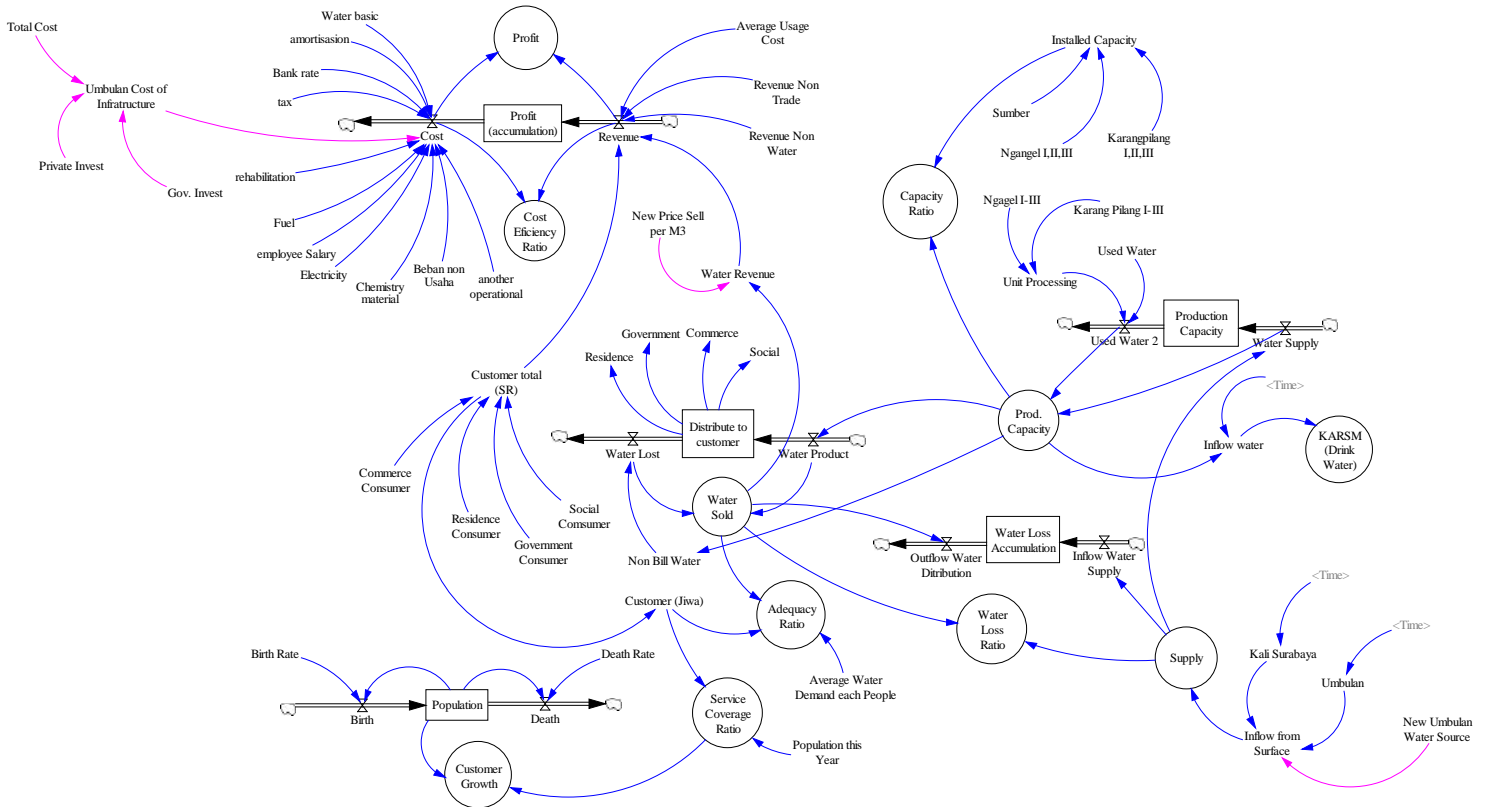 Total Cost
Umbulan Cost of
Infratructure
Private Invest
Gov. Invest
Water basic
amortisasion
Bank rate
tax
Cost
rehabilitation
Fuel
employee Salary
Electricity
Chemistry
material
Beban non
Usaha
another
operational
Profit
Profit
(accumulation)
Revenue
Cost
Eficiency
Ratio
Average Usage
Cost
Revenue Non
Trade
Revenue Non
Water
New Price Sell
per M3
Water Revenue
Installed Capacity
Sumber
Ngangel I,II,III
Karangpilang
I,II,III
Capacity
Ratio
Ngagel I-III
Karang Pilang I-III
Used Water
Unit Processing
Production
Capacity
Used Water 2
Water Supply
<Time>
Inflow water
KARSM
(Drink
Water)
Prod.
Capacity
Government
Commerce
Residence
Social
Customer total
(SR)
Distribute to
customer
Water Lost
Water Product
Commerce
Consumer
Residence
Consumer
Government
Consumer
Social
Comsumer
Water
Sold
Non Bill Water
Water Loss
Accumulation
Outflow Water
Ditribution
Inflow Water
Supply
Customer (Jiwa)
Adequacy
Ratio
Water
Loss
Ratio
Supply
<Time>
Kali Surabaya
<Time>
Umbulan
Inflow from
Surface
New Umbulan
Water Source
Average Water
Demand each People
Birth Rate
Death Rate
Population
Birth
Death
Service
Coverage
Ratio
Population this
Year
Customer
Growth